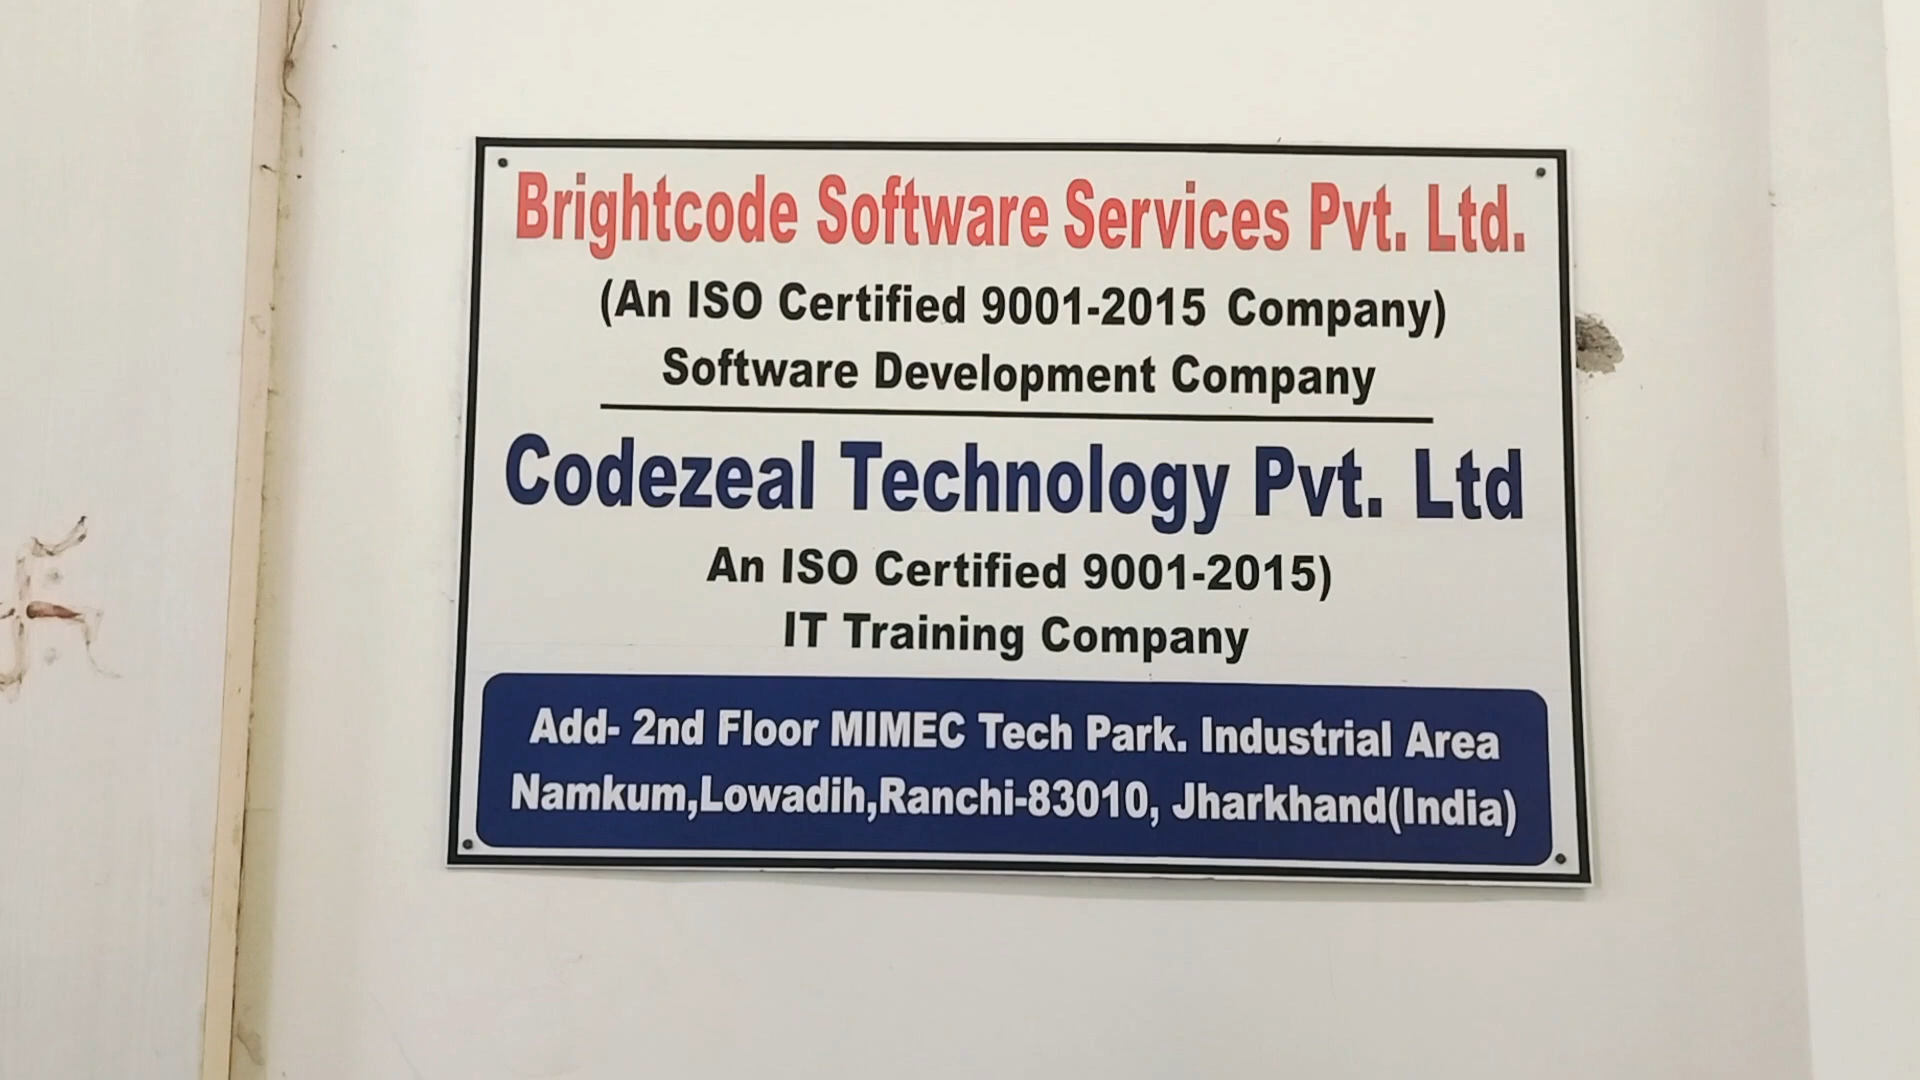 Brightcode Software Services Pvt. Ltd.
(An ISO Certified 9001-2015 Company)
Software Development Company
Codezeal Technology Pvt. Ltd
An ISO Certified 9001-2015)
IT Training Company
Add- 2nd Floor MIMEC Tech Park. Industrial Area
Namkum,Lowadih,Ranchi-83010, Jharkhand(India)